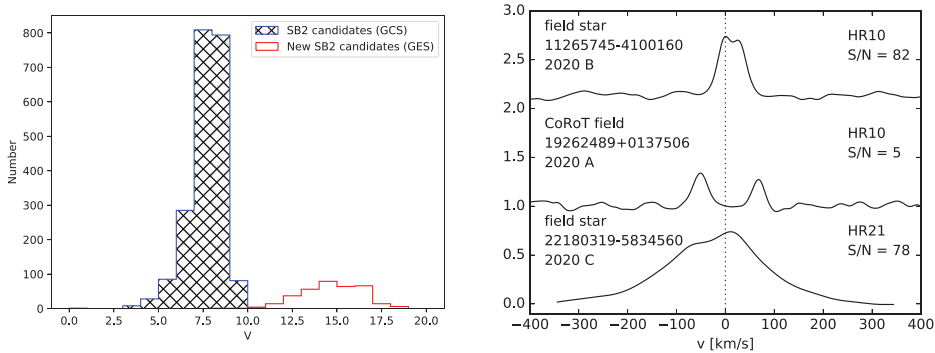 SB2 candidates (GCS)
New SB2 candidates (GES)
Number
800
700
600
500
400
300
200
100
0
0.0
2.5
5.0
7.5
10.0
12.5
15.0
17.5
20.0
V
3.0
2.5
2.0
1.5
1.0
0.5
0.0
field star
11265745-4100160
2020 B
HR10
S/N = 82
CoRoT field
19262489+0137506
2020 A
HR10
S/N = 5
field star
22180319-5834560
2020 C
HR21
S/N = 78
−400
−300
−200
−100
0
100
200
300
400
v [km/s]